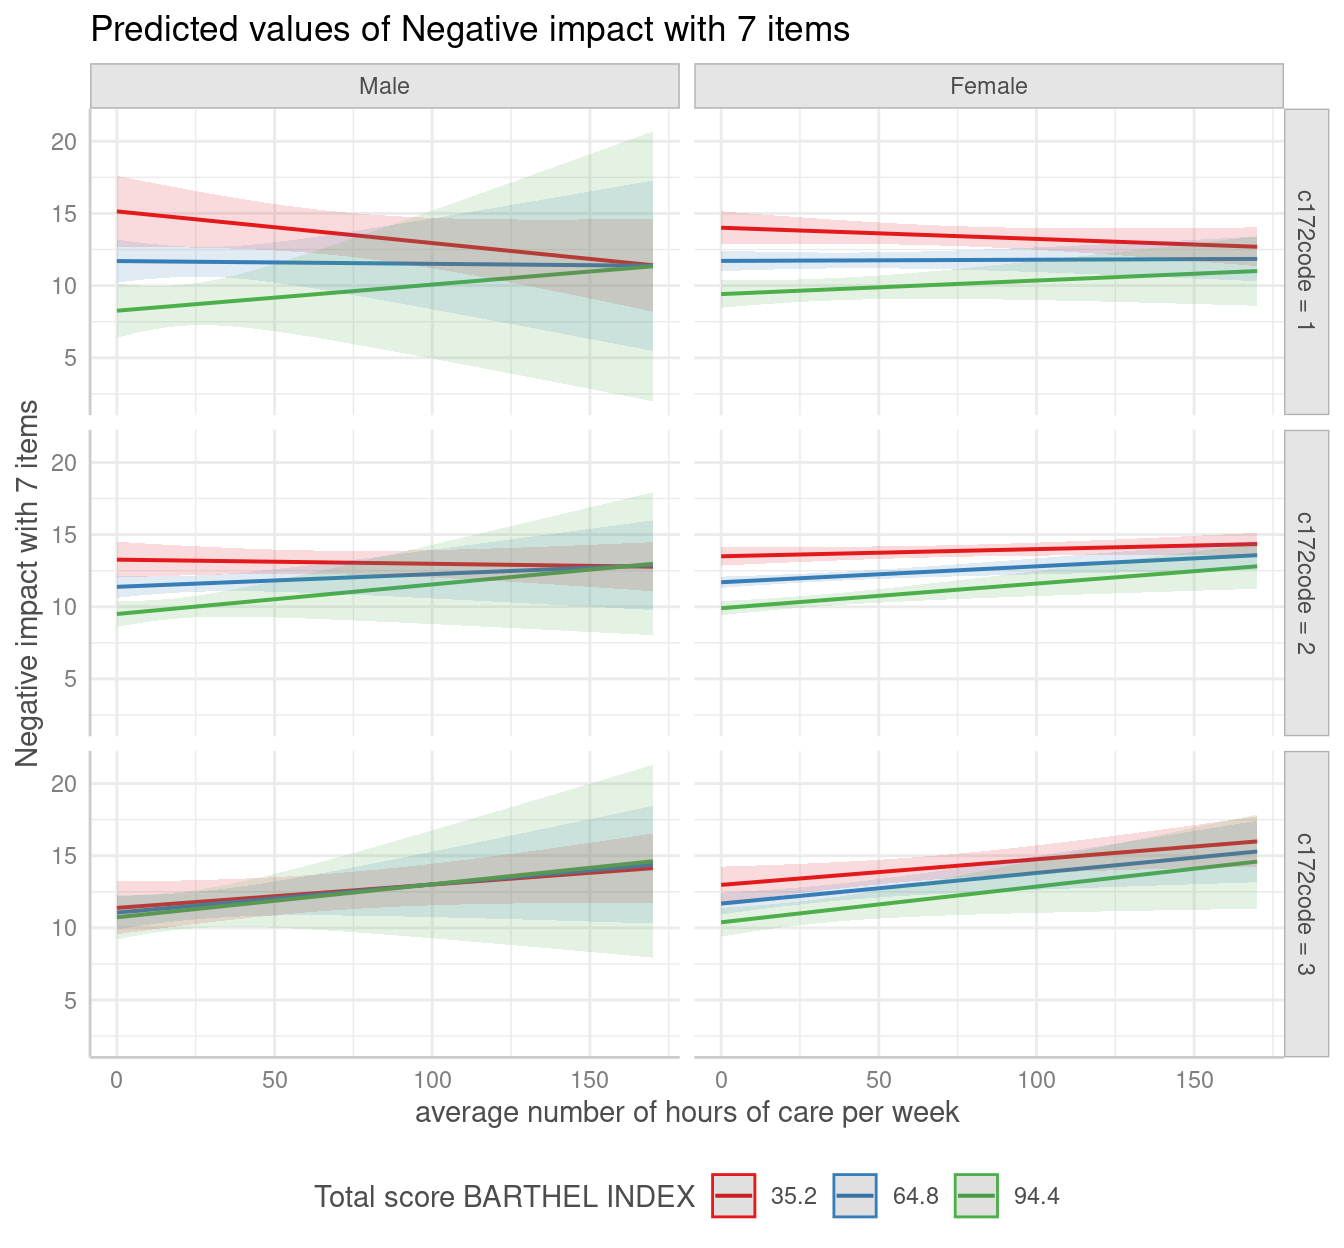 Predicted values of Negative impact with 7 items
Male
Female
20
15
10
5
c172code = 1
20
15
10
5
c172code = 2
20
15
10
5
c172code = 3
Negative impact with 7 items
0 50 100 150
0 50 100 150
average number of hours of care per week
Total score BARTHEL INDEX 35.2 64.8 94.4